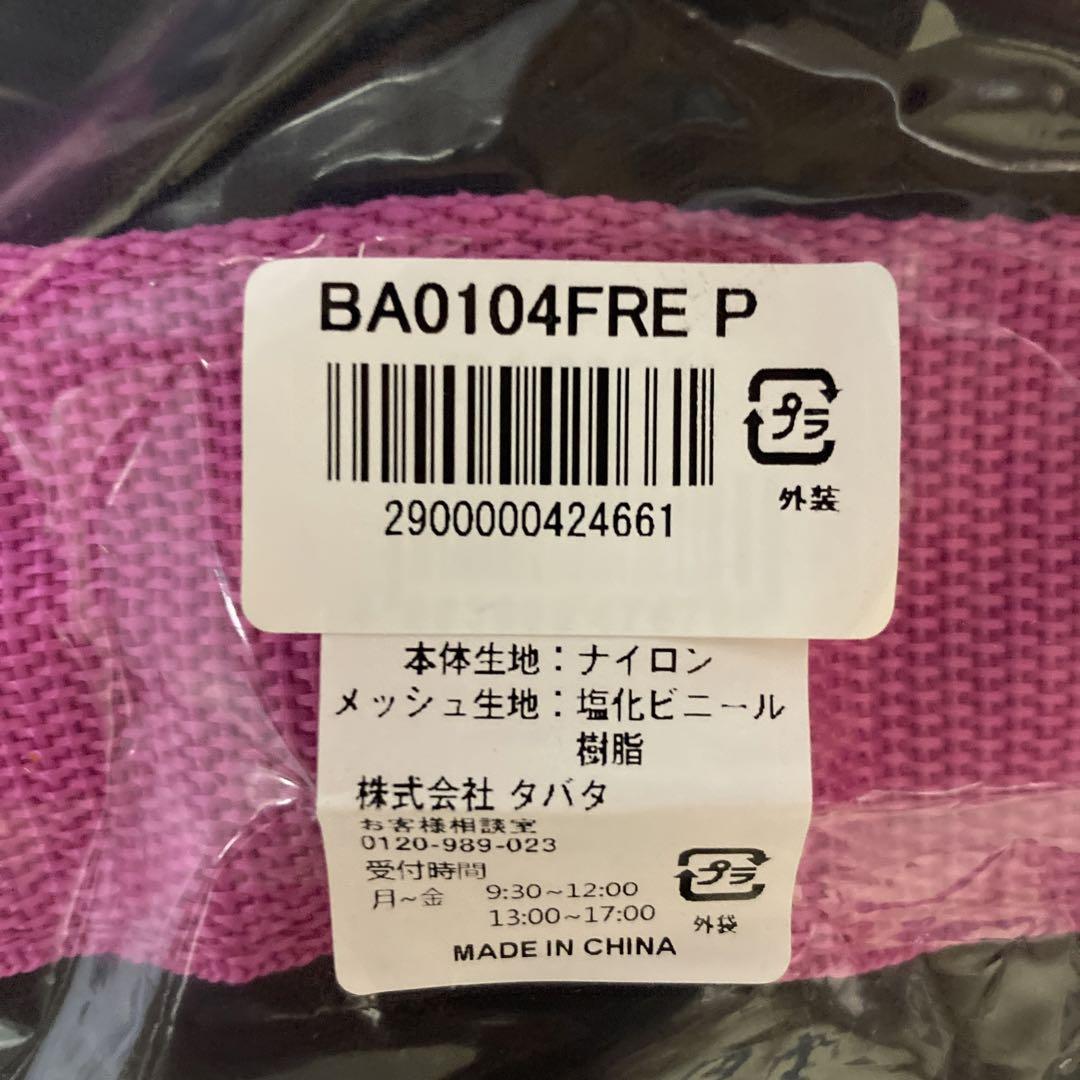 BA0104FRE P
プラ
外装
2900000424661
本体生地：ナイロン
メッシュ生地：塩化ビニール
樹脂
株式会社 タバタ
お客様相談室
0120-989-023
受付時間
月~金 9:30~12:00
13:00~17:00
プラ
外袋
MADE IN CHINA